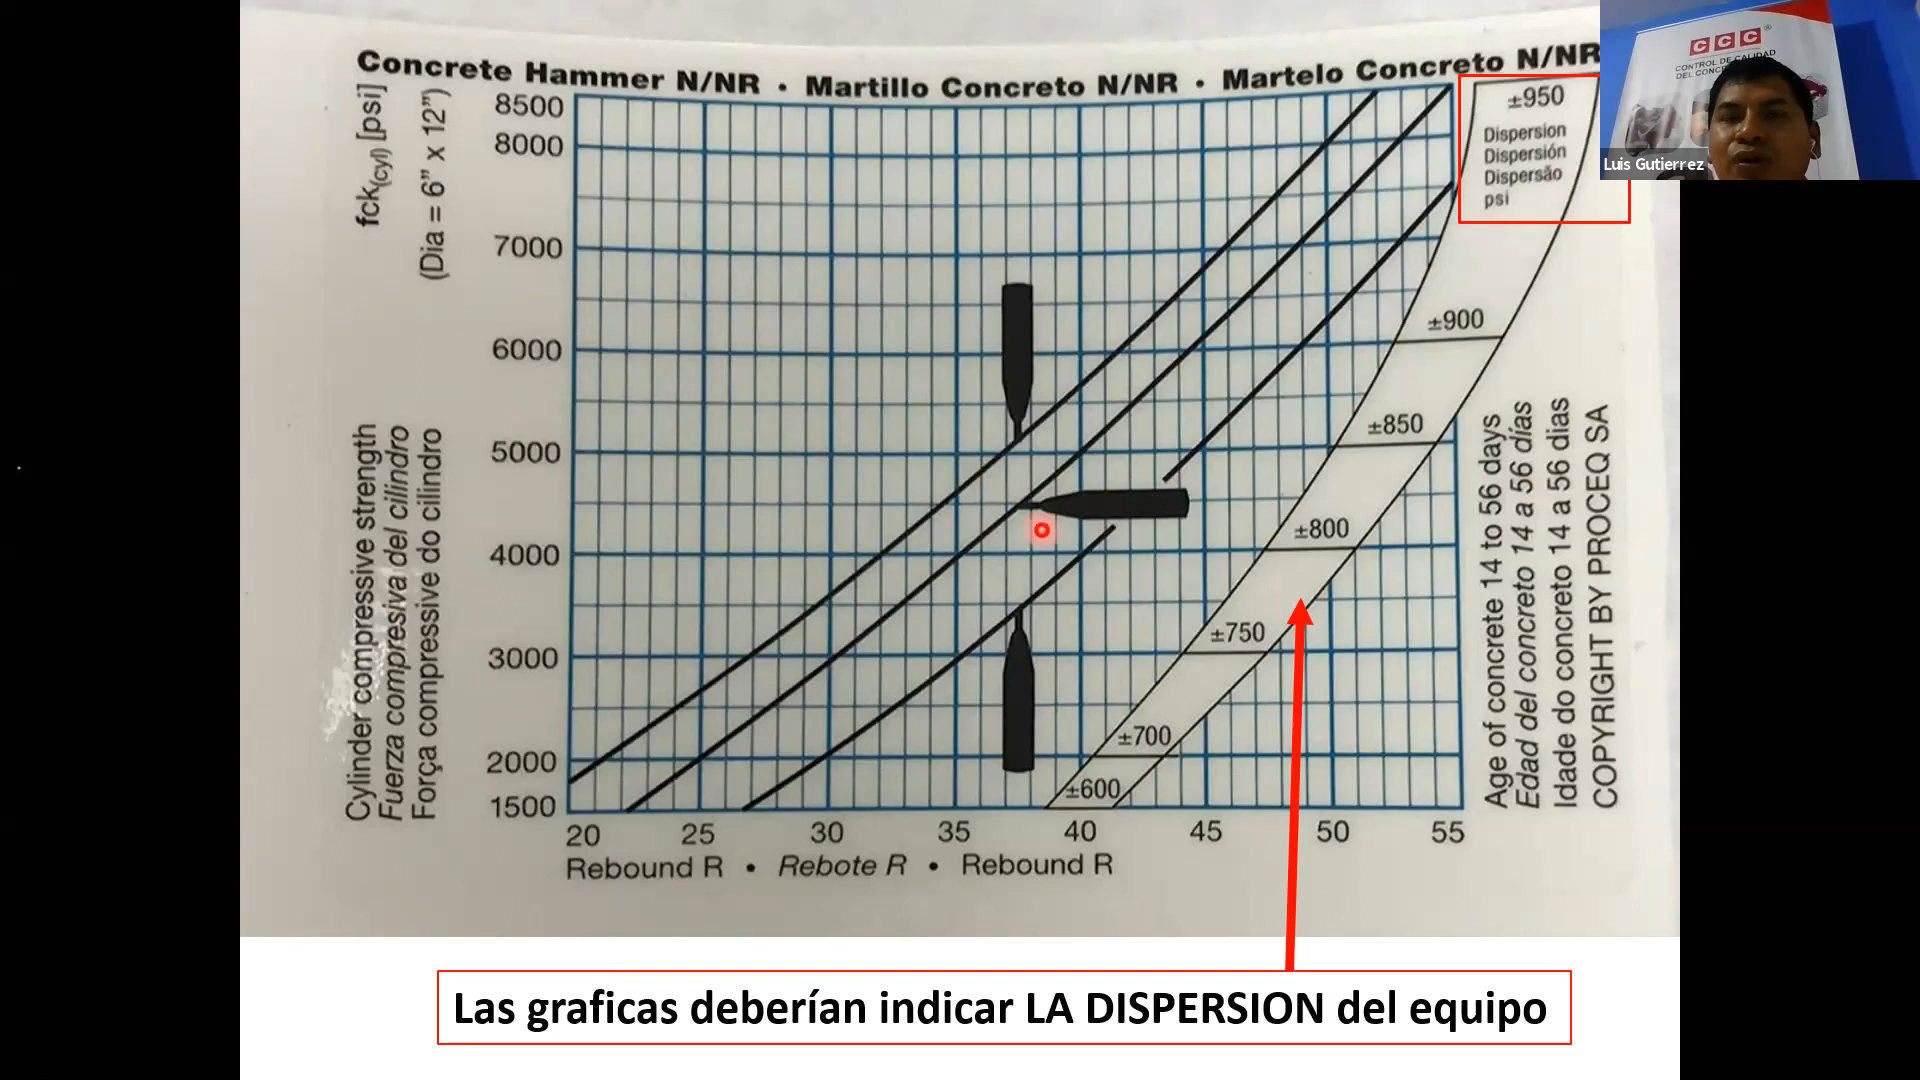 Concrete Hammer N/NR • Martillo Concreto N/NR • Martelo Concreto N/NR
fck(cyl) [psi]
(Dia = 6” x 12”)
Cylinder compressive strength
Fuerza compresiva del cilindro
Força compressive do cilindro
8500
8000
7000
6000
5000
4000
3000
2000
1500
20 25 30 35 40 45 50 55
Rebound R • Rebote R • Rebound R
±950
Dispersion
Dispersión
Dispersão
psi
±900
±850
±800
±750
±700
±600
Age of concrete 14 to 56 days
Edad del concreto 14 a 56 días
Idade do concreto 14 a 56 dias
COPYRIGHT BY PROCEQ SA
Las graficas deberían indicar LA DISPERSION del equipo
CCC®
CONTROL DE CALIDAD
Luis Gutierrez